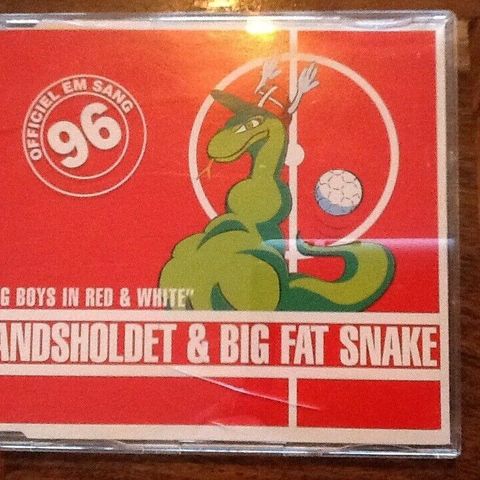 OFFICIEL EM SANG
96
G BOYS IN RED & WHITE"
ANDSHOLDET & BIG FAT SNAKE